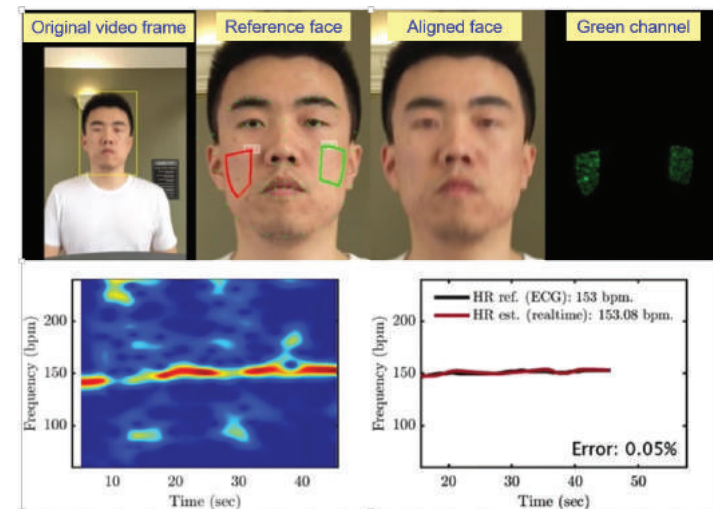 Original video frame
Reference face
Aligned face
Green channel
Frequency (bpm)
200
150
100
10
20
30
40
Time (sec)
Frequency (bpm)
200
150
100
HR ref. (ECG): 153 bpm.
HR est. (realtime): 153.08 bpm.
Error: 0.05%
20
30
40
50
Time (sec)